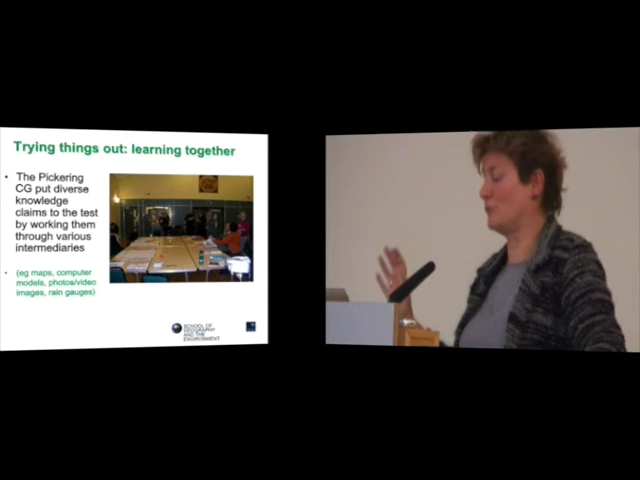 Trying things out: learning together
• The Pickering
CG put diverse
knowledge
claims to the test
by working them
through various
intermediaries
• (eg maps, computer
models, photos/video
images, rain gauges)
SCHOOL OF
GEOGRAPHY
AND THE
ENVIRONMENT